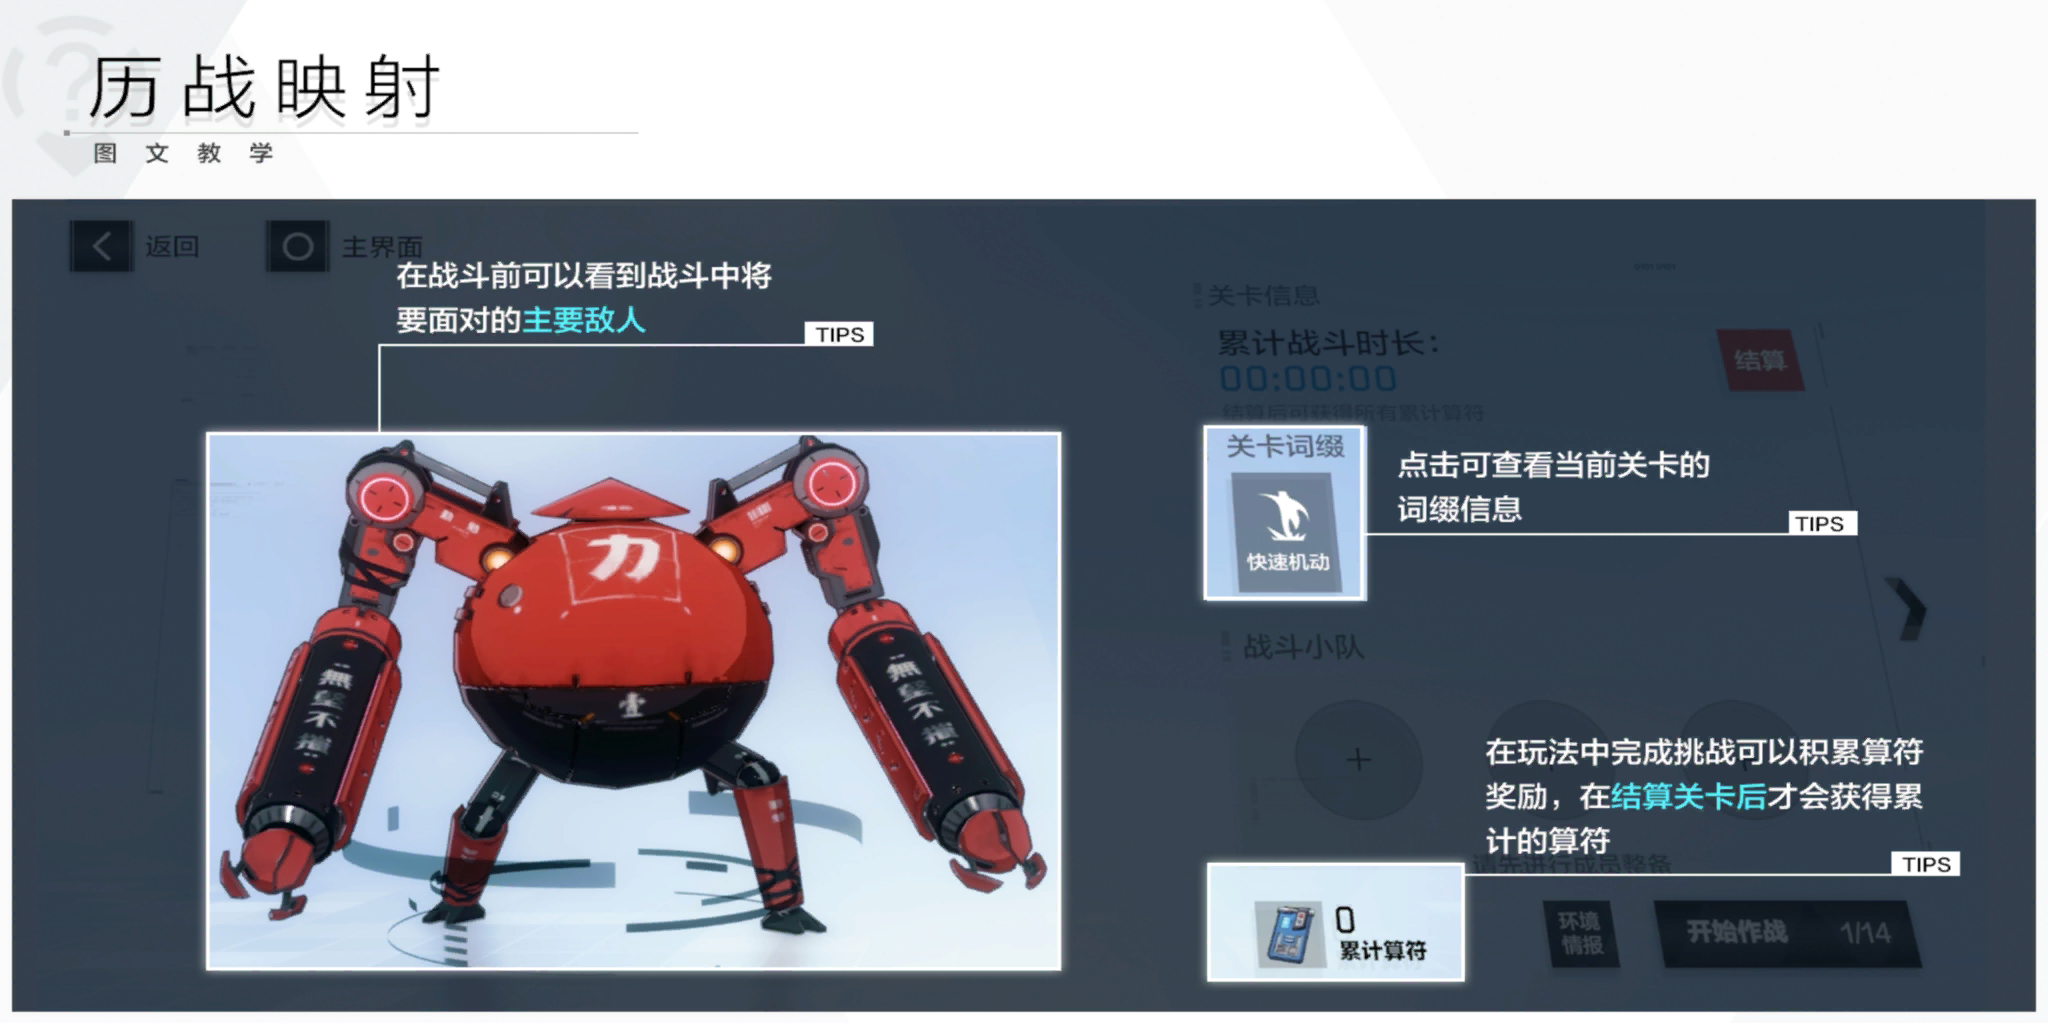 历战映射
图文教学
返回
主界面
在战斗前可以看到战斗中将
要面对的主要敌人
TIPS
关卡信息
累计战斗时长：
00:00:00
结算
结算后可获得所有累计算符
关卡词缀
快速机动
点击可查看当前关卡的
词缀信息
TIPS
力
無堅不摧
無堅不摧
战斗小队
在玩法中完成挑战可以积累算符
奖励，在结算关卡后才会获得累
计的算符
TIPS
请先进行成员整备
0
累计算符
环境
情报
开始作战 1/14